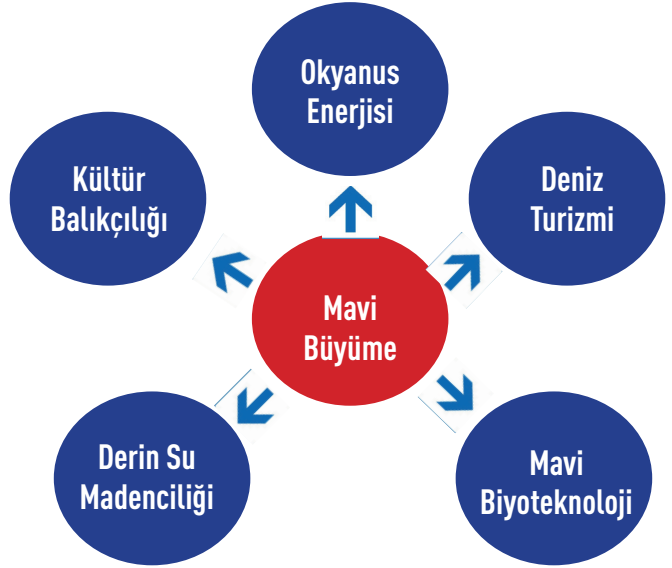 Okyanus
Enerjisi
Kültür
Balıkçılığı
Deniz
Turizmi
Mavi
Büyüme
Derin Su
Madenciliği
Mavi
Biyoteknoloji